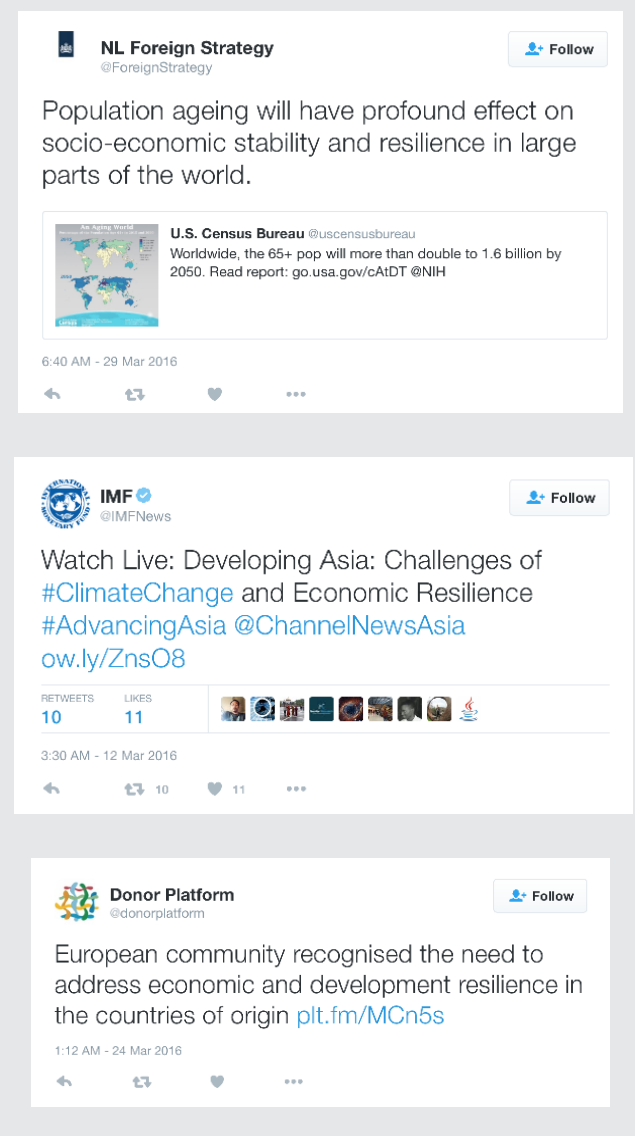 NL Foreign Strategy
@ForeignStrategy
Follow
Population ageing will have profound effect on
socio-economic stability and resilience in large
parts of the world.
An Aging World
U.S. Census Bureau @uscensusbureau
Worldwide, the 65+ pop will more than double to 1.6 billion by
2050. Read report: go.usa.gov/cAtDT @NIH
6:40 AM - 29 Mar 2016
INTERNATIONAL MONETARY FUND
IMF
@IMFNews
Follow
Watch Live: Developing Asia: Challenges of
#ClimateChange and Economic Resilience
#AdvancingAsia @ChannelNewsAsia
ow.ly/ZnsO8
RETWEETS LIKES
10 11
3:30 AM - 12 Mar 2016
10 11
Donor Platform
@donorplatform
Follow
European community recognised the need to
address economic and development resilience in
the countries of origin plt.fm/MCn5s
1:12 AM - 24 Mar 2016